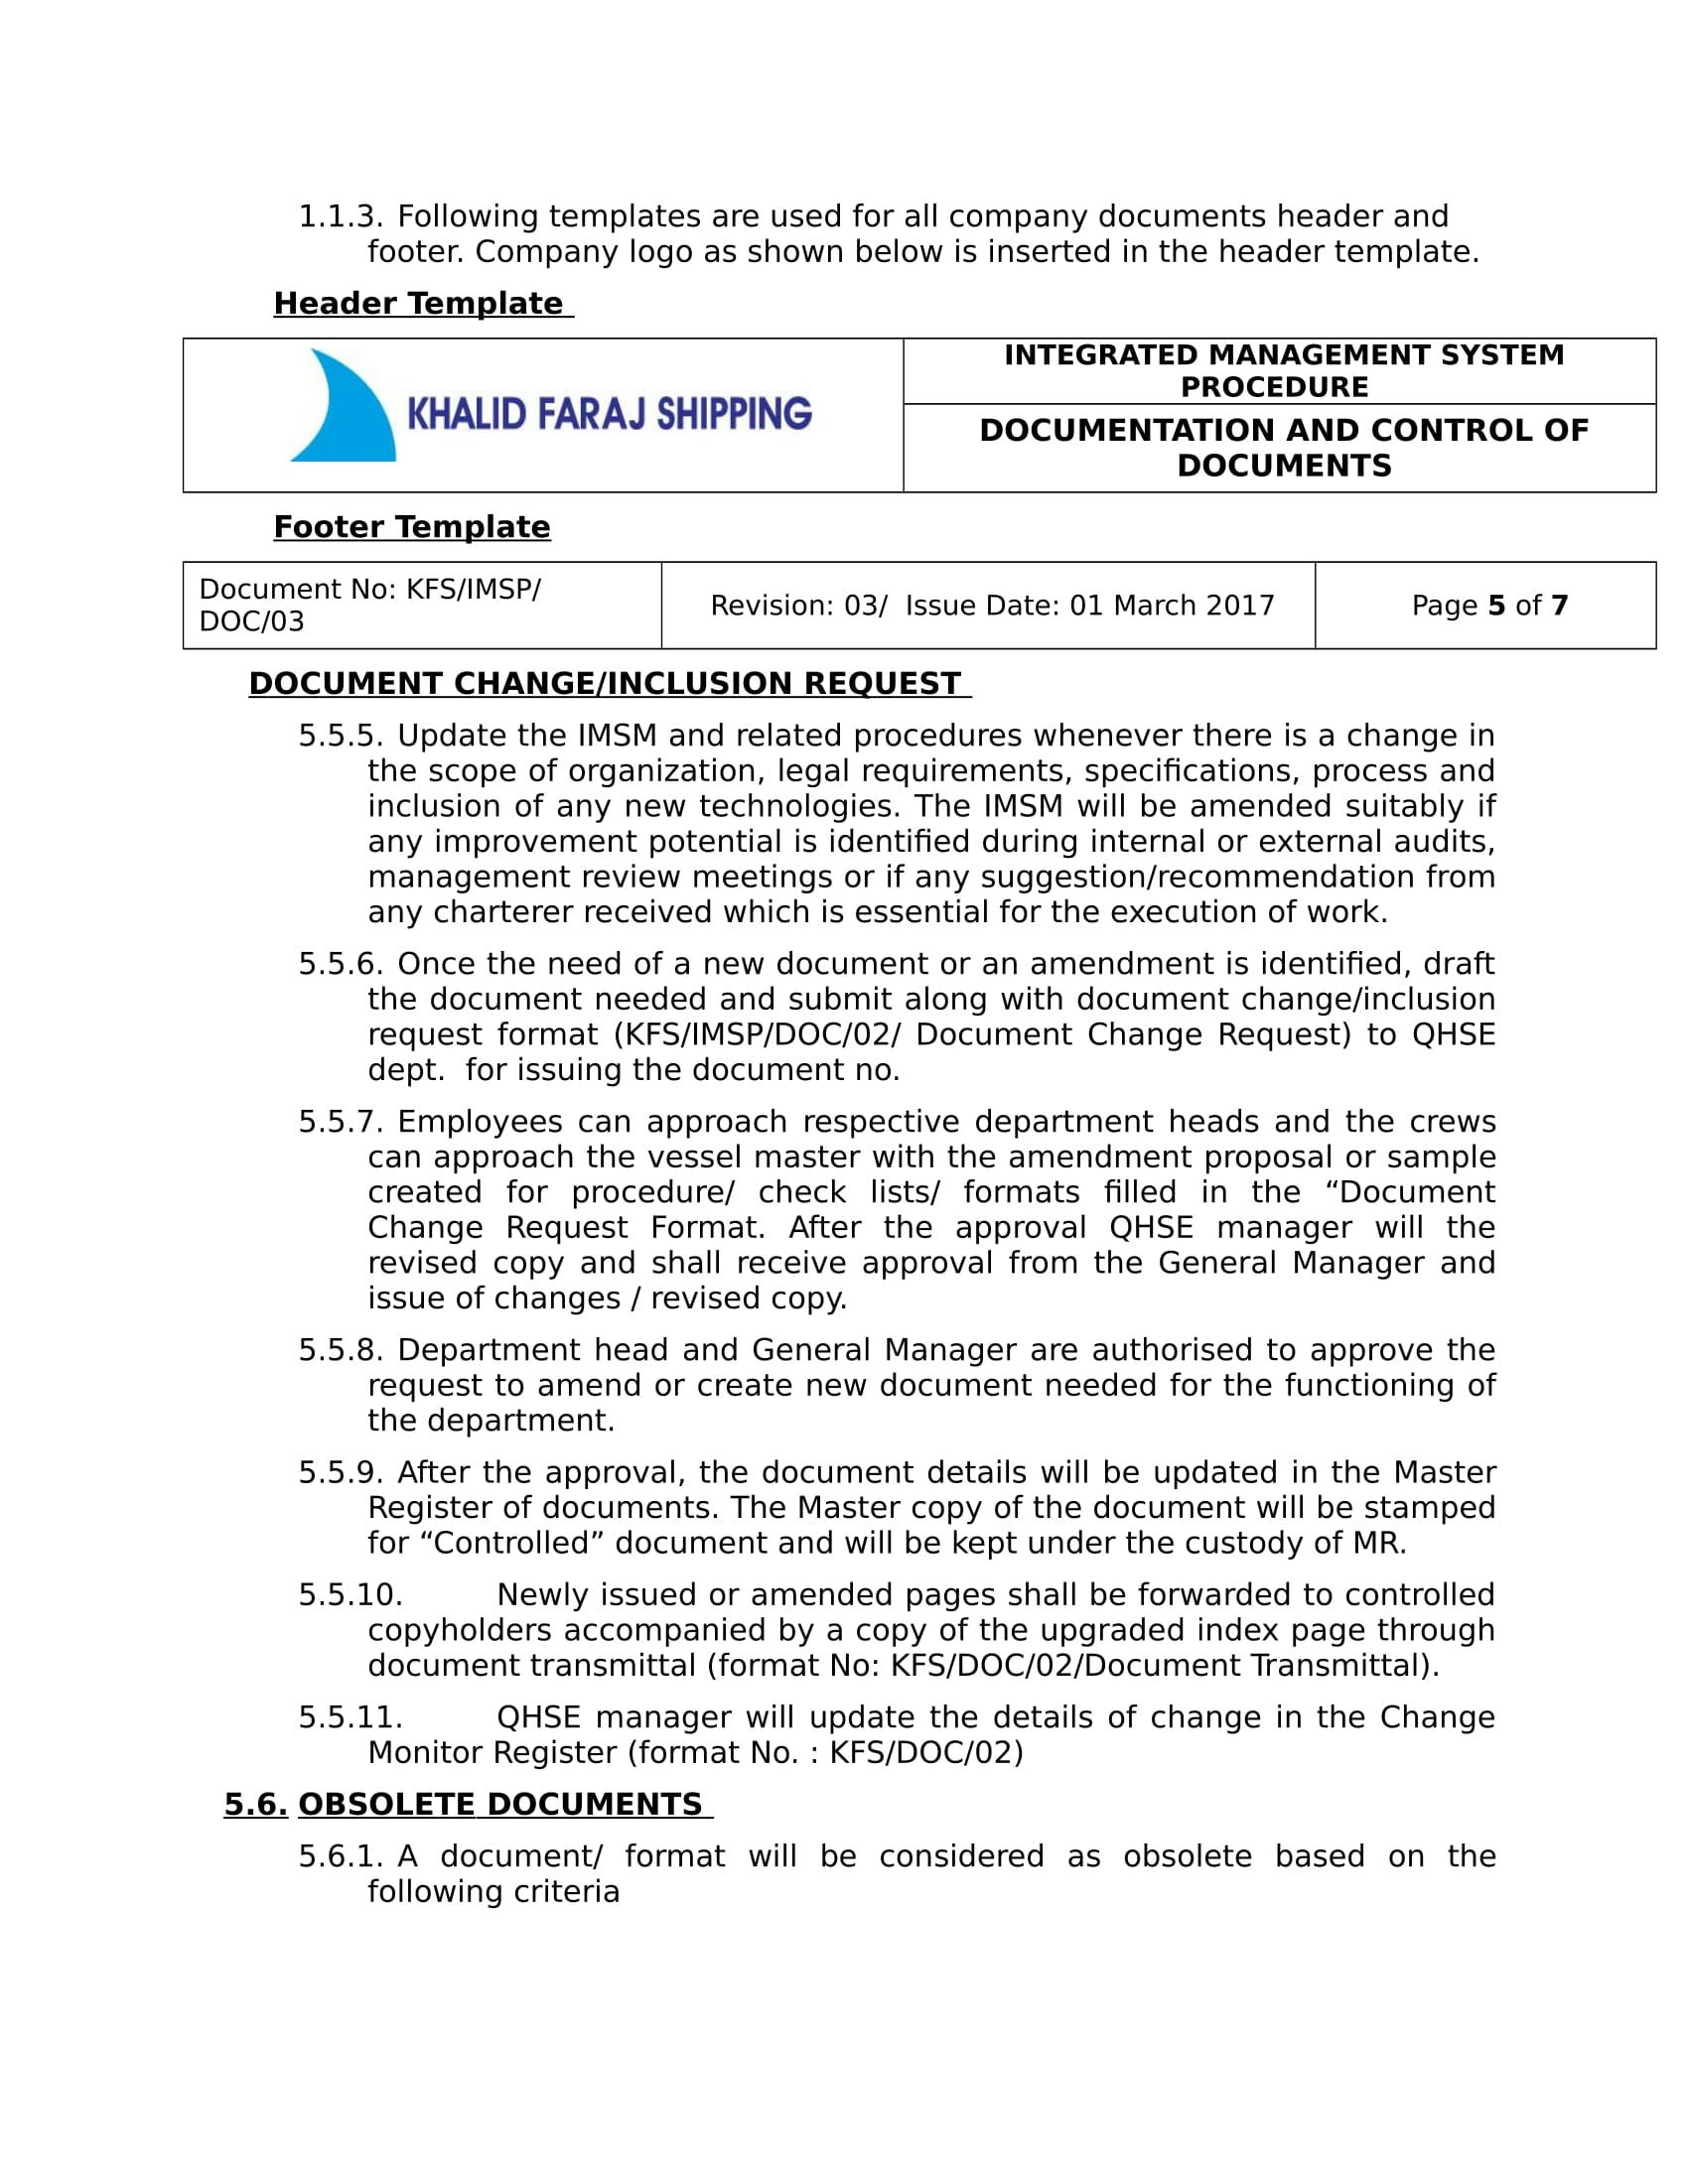 1.1.3. Following templates are used for all company documents header and
footer. Company logo as shown below is inserted in the header template.
Header Template
KHALID FARAJ SHIPPING
INTEGRATED MANAGEMENT SYSTEM
PROCEDURE
DOCUMENTATION AND CONTROL OF
DOCUMENTS
Footer Template
Document No: KFS/IMSP/
DOC/03
Revision: 03/  Issue Date: 01 March 2017
Page 5 of 7
DOCUMENT CHANGE/INCLUSION REQUEST
5.5.5. Update the IMSM and related procedures whenever there is a change in
the scope of organization, legal requirements, specifications, process and
inclusion of any new technologies. The IMSM will be amended suitably if
any improvement potential is identified during internal or external audits,
management review meetings or if any suggestion/recommendation from
any charterer received which is essential for the execution of work.
5.5.6. Once the need of a new document or an amendment is identified, draft
the document needed and submit along with document change/inclusion
request format (KFS/IMSP/DOC/02/ Document Change Request) to QHSE
dept.  for issuing the document no.
5.5.7. Employees can approach respective department heads and the crews
can approach the vessel master with the amendment proposal or sample
created for procedure/ check lists/ formats filled in the “Document
Change Request Format. After the approval QHSE manager will the
revised copy and shall receive approval from the General Manager and
issue of changes / revised copy.
5.5.8. Department head and General Manager are authorised to approve the
request to amend or create new document needed for the functioning of
the department.
5.5.9. After the approval, the document details will be updated in the Master
Register of documents. The Master copy of the document will be stamped
for “Controlled” document and will be kept under the custody of MR.
5.5.10. Newly issued or amended pages shall be forwarded to controlled
copyholders accompanied by a copy of the upgraded index page through
document transmittal (format No: KFS/DOC/02/Document Transmittal).
5.5.11. QHSE manager will update the details of change in the Change
Monitor Register (format No. : KFS/DOC/02)
5.6. OBSOLETE DOCUMENTS
5.6.1. A document/ format will be considered as obsolete based on the
following criteria